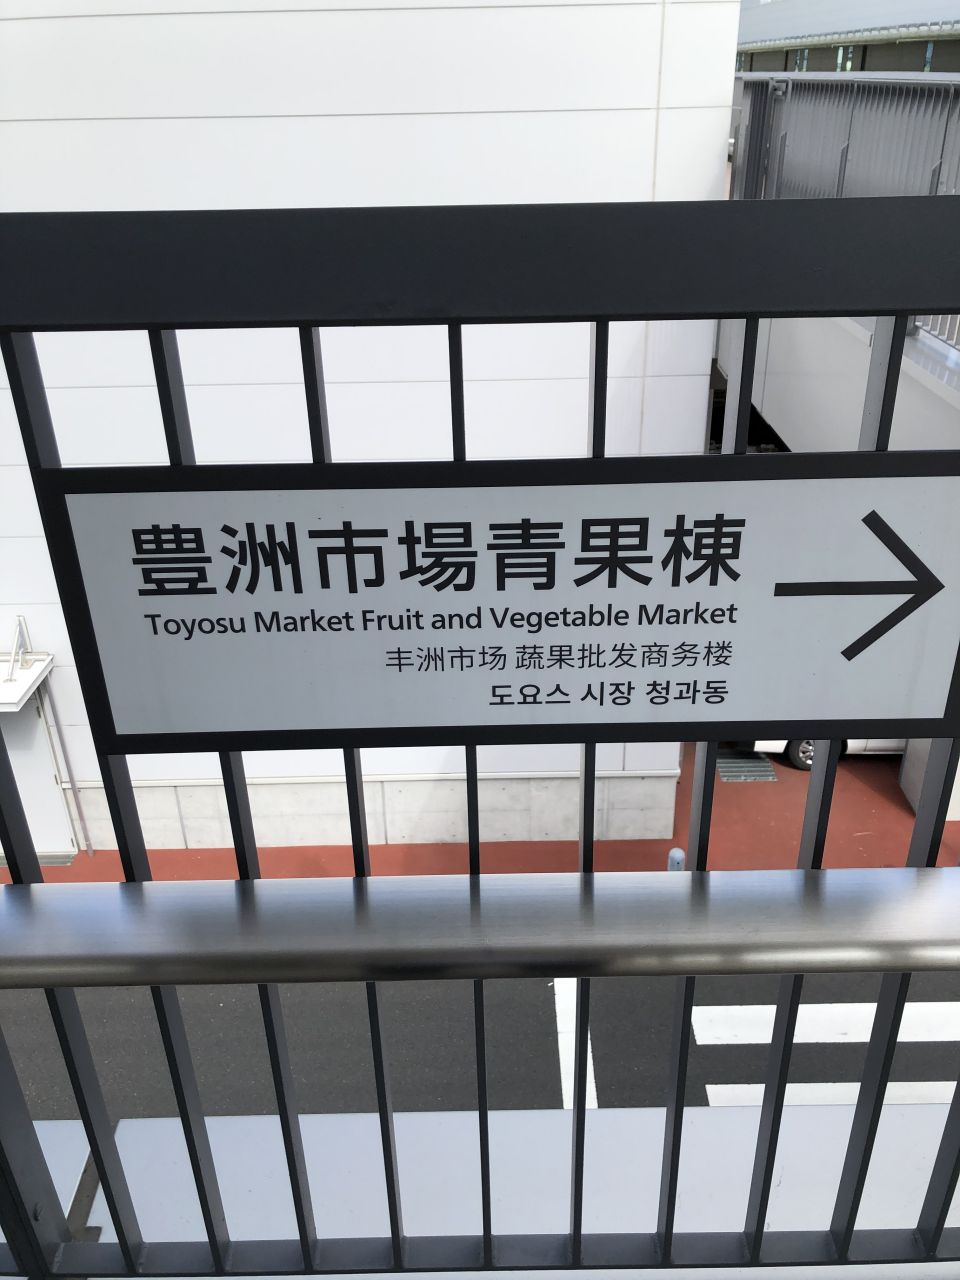 豊洲市場青果棟
Toyosu Market Fruit and Vegetable Market
丰洲市场 蔬果批发商务楼
도요스 시장 청과동